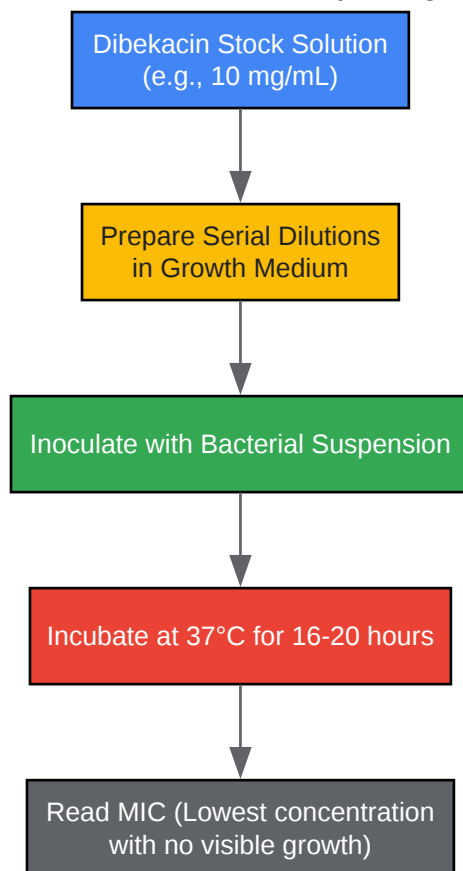 Dibekacin Stock Solution
(e.g., 10 mg/mL)
Prepare Serial Dilutions
in Growth Medium
Inoculate with Bacterial Suspension
Incubate at 37°C for 16-20 hours
Read MIC (Lowest concentration
with no visible growth)